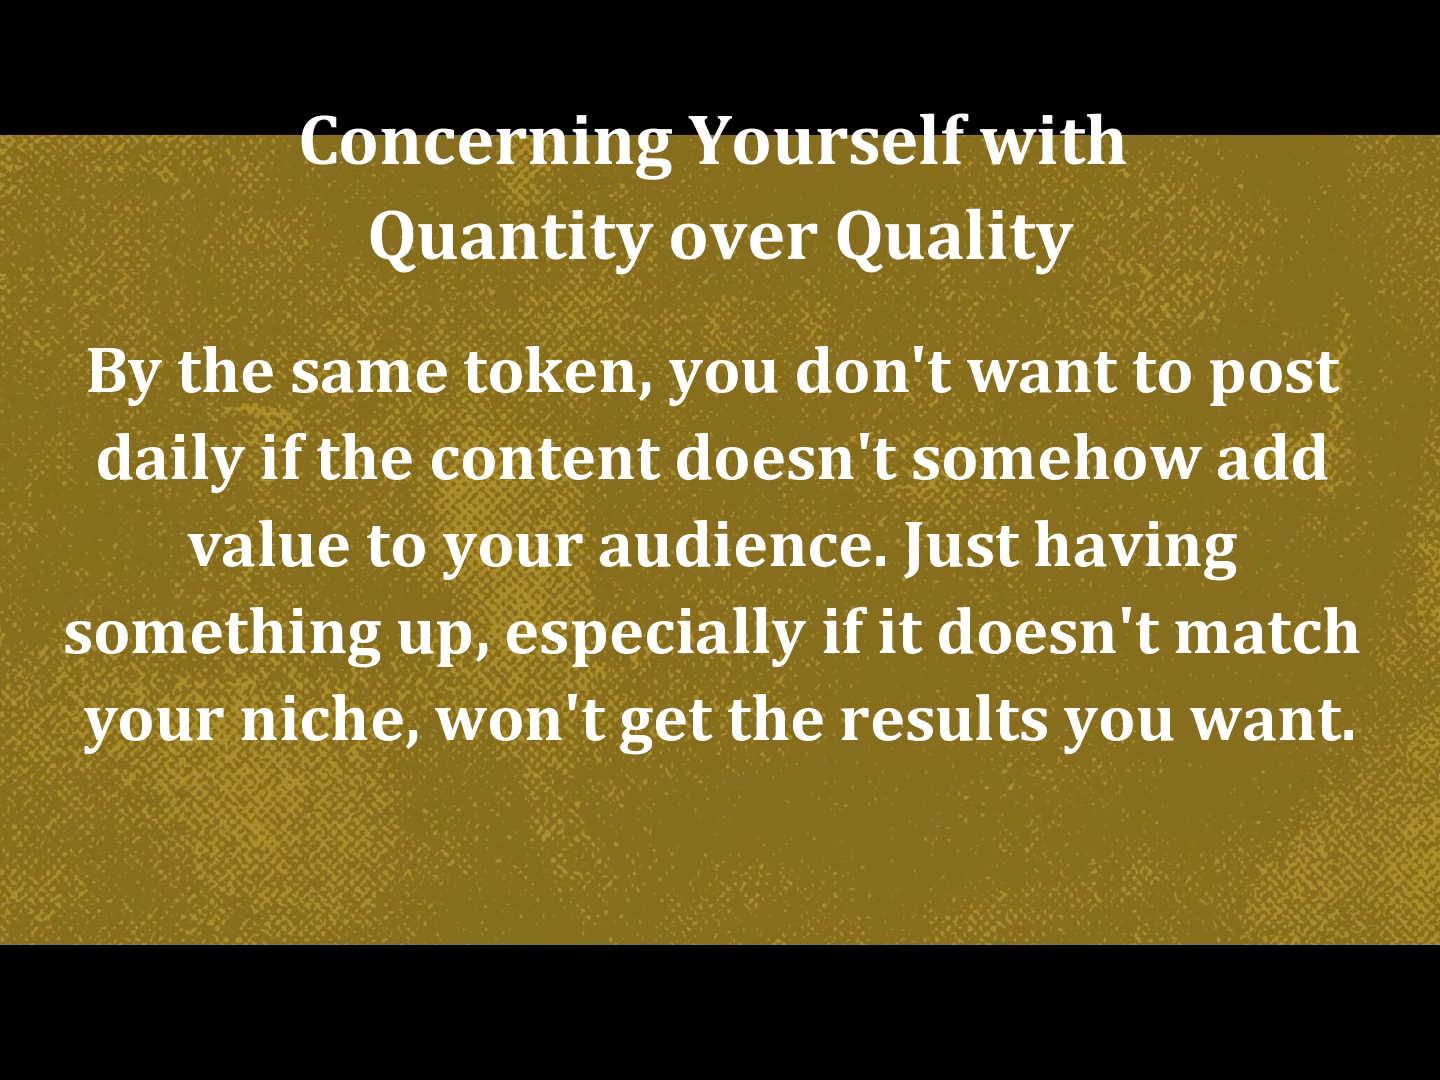 Concerning Yourself with
Quantity over Quality
By the same token, you don't want to post
daily if the content doesn't somehow add
value to your audience. Just having
something up, especially if it doesn't match
your niche, won't get the results you want.